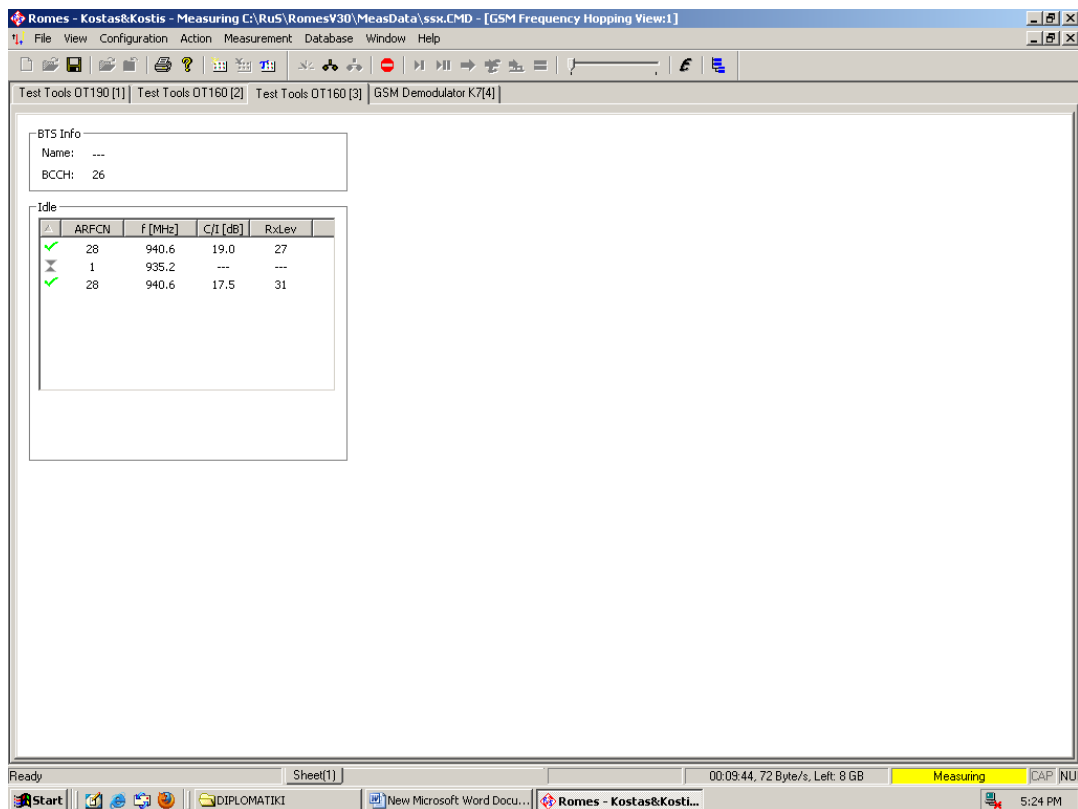 Romes - Kostas&Kostis - Measuring C:\RuS\RomesV30\MeasData\ssx.CMD - [GSM Frequency Hopping View:1]
File View Configuration Action Measurement Database Window Help
Test Tools OT190 [1] Test Tools OT160 [2] Test Tools OT160 [3] GSM Demodulator K7[4]
BTS Info
Name: ---
BCCH: 26
Idle
ARFCN f [MHz] C/I [dB] RxLev
28 940.6 19.0 27
1 935.2 --- ---
28 940.6 17.5 31
Ready Sheet(1) 00:09:44, 72 Byte/s, Left: 8 GB Measuring CAP NU
Start DIPLOMATIKI New Microsoft Word Docu... Romes - Kostas&Kosti... 5:24 PM